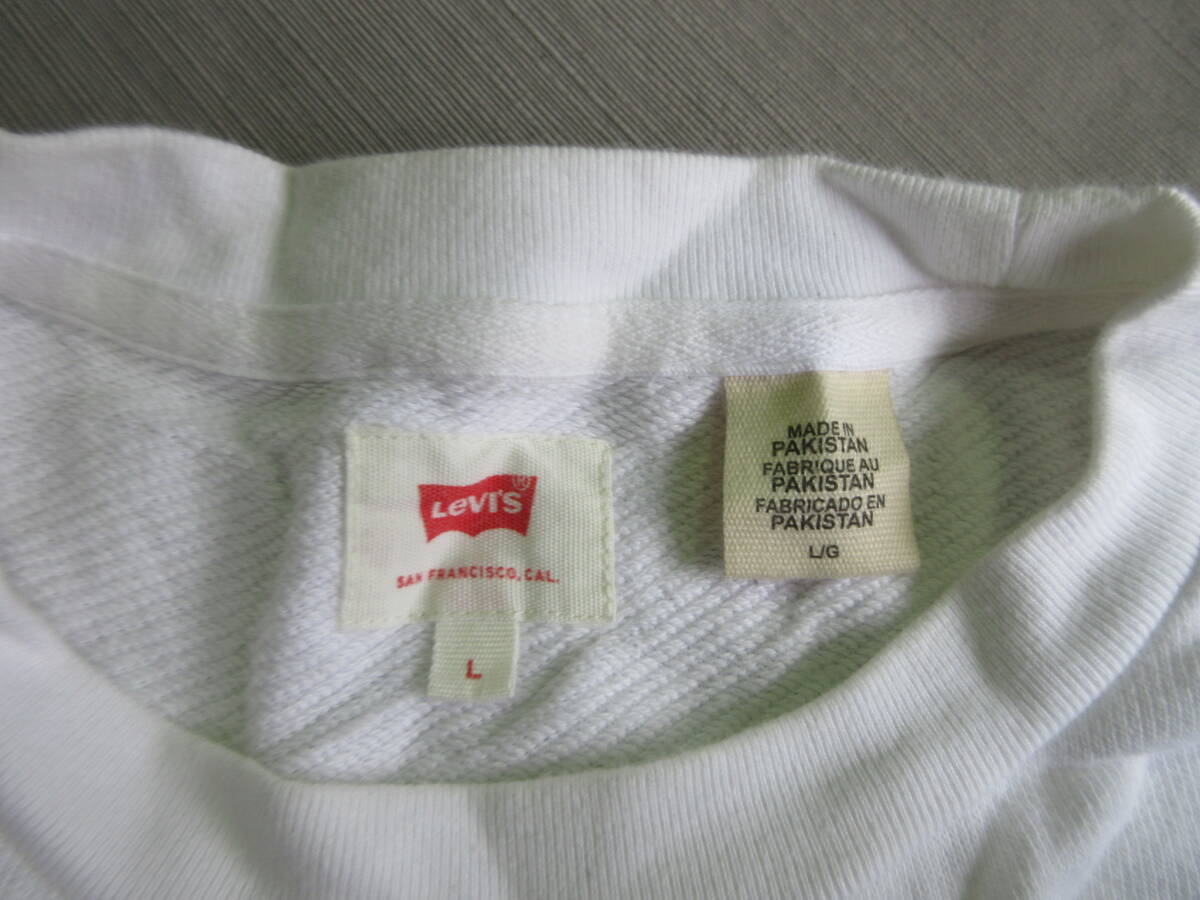 LEVI'S®
SAN FRANCISCO, CAL.
L
MADE IN
PAKISTAN
FABRIQUE AU
PAKISTAN
FABRICADO EN
PAKISTAN
L/G